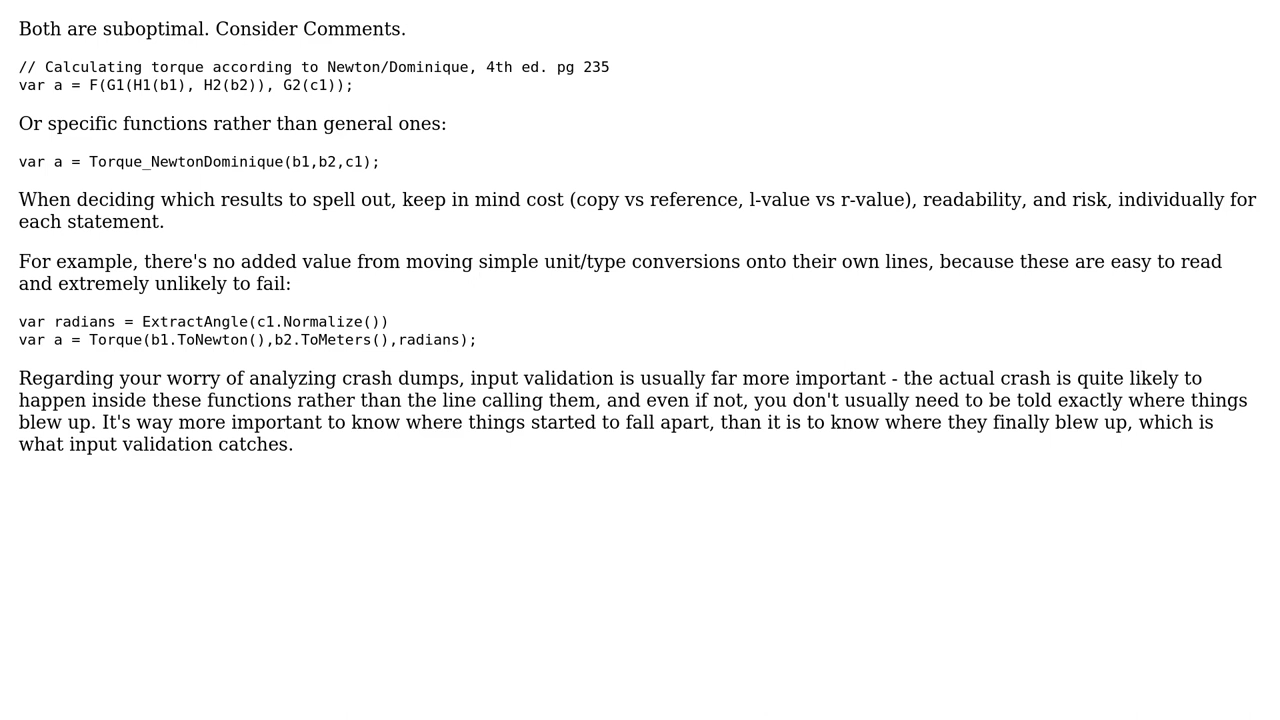 Both are suboptimal. Consider Comments.
// Calculating torque according to Newton/Dominique, 4th ed. pg 235
var a = F(G1(H1(b1), H2(b2)), G2(c1));
Or specific functions rather than general ones:
var a = Torque_NewtonDominique(b1,b2,c1);
When deciding which results to spell out, keep in mind cost (copy vs reference, l-value vs r-value), readability, and risk, individually for
each statement.
For example, there's no added value from moving simple unit/type conversions onto their own lines, because these are easy to read
and extremely unlikely to fail:
var radians = ExtractAngle(c1.Normalize())
var a = Torque(b1.ToNewton(),b2.ToMeters(),radians);
Regarding your worry of analyzing crash dumps, input validation is usually far more important - the actual crash is quite likely to
happen inside these functions rather than the line calling them, and even if not, you don't usually need to be told exactly where things
blew up. It's way more important to know where things started to fall apart, than it is to know where they finally blew up, which is
what input validation catches.